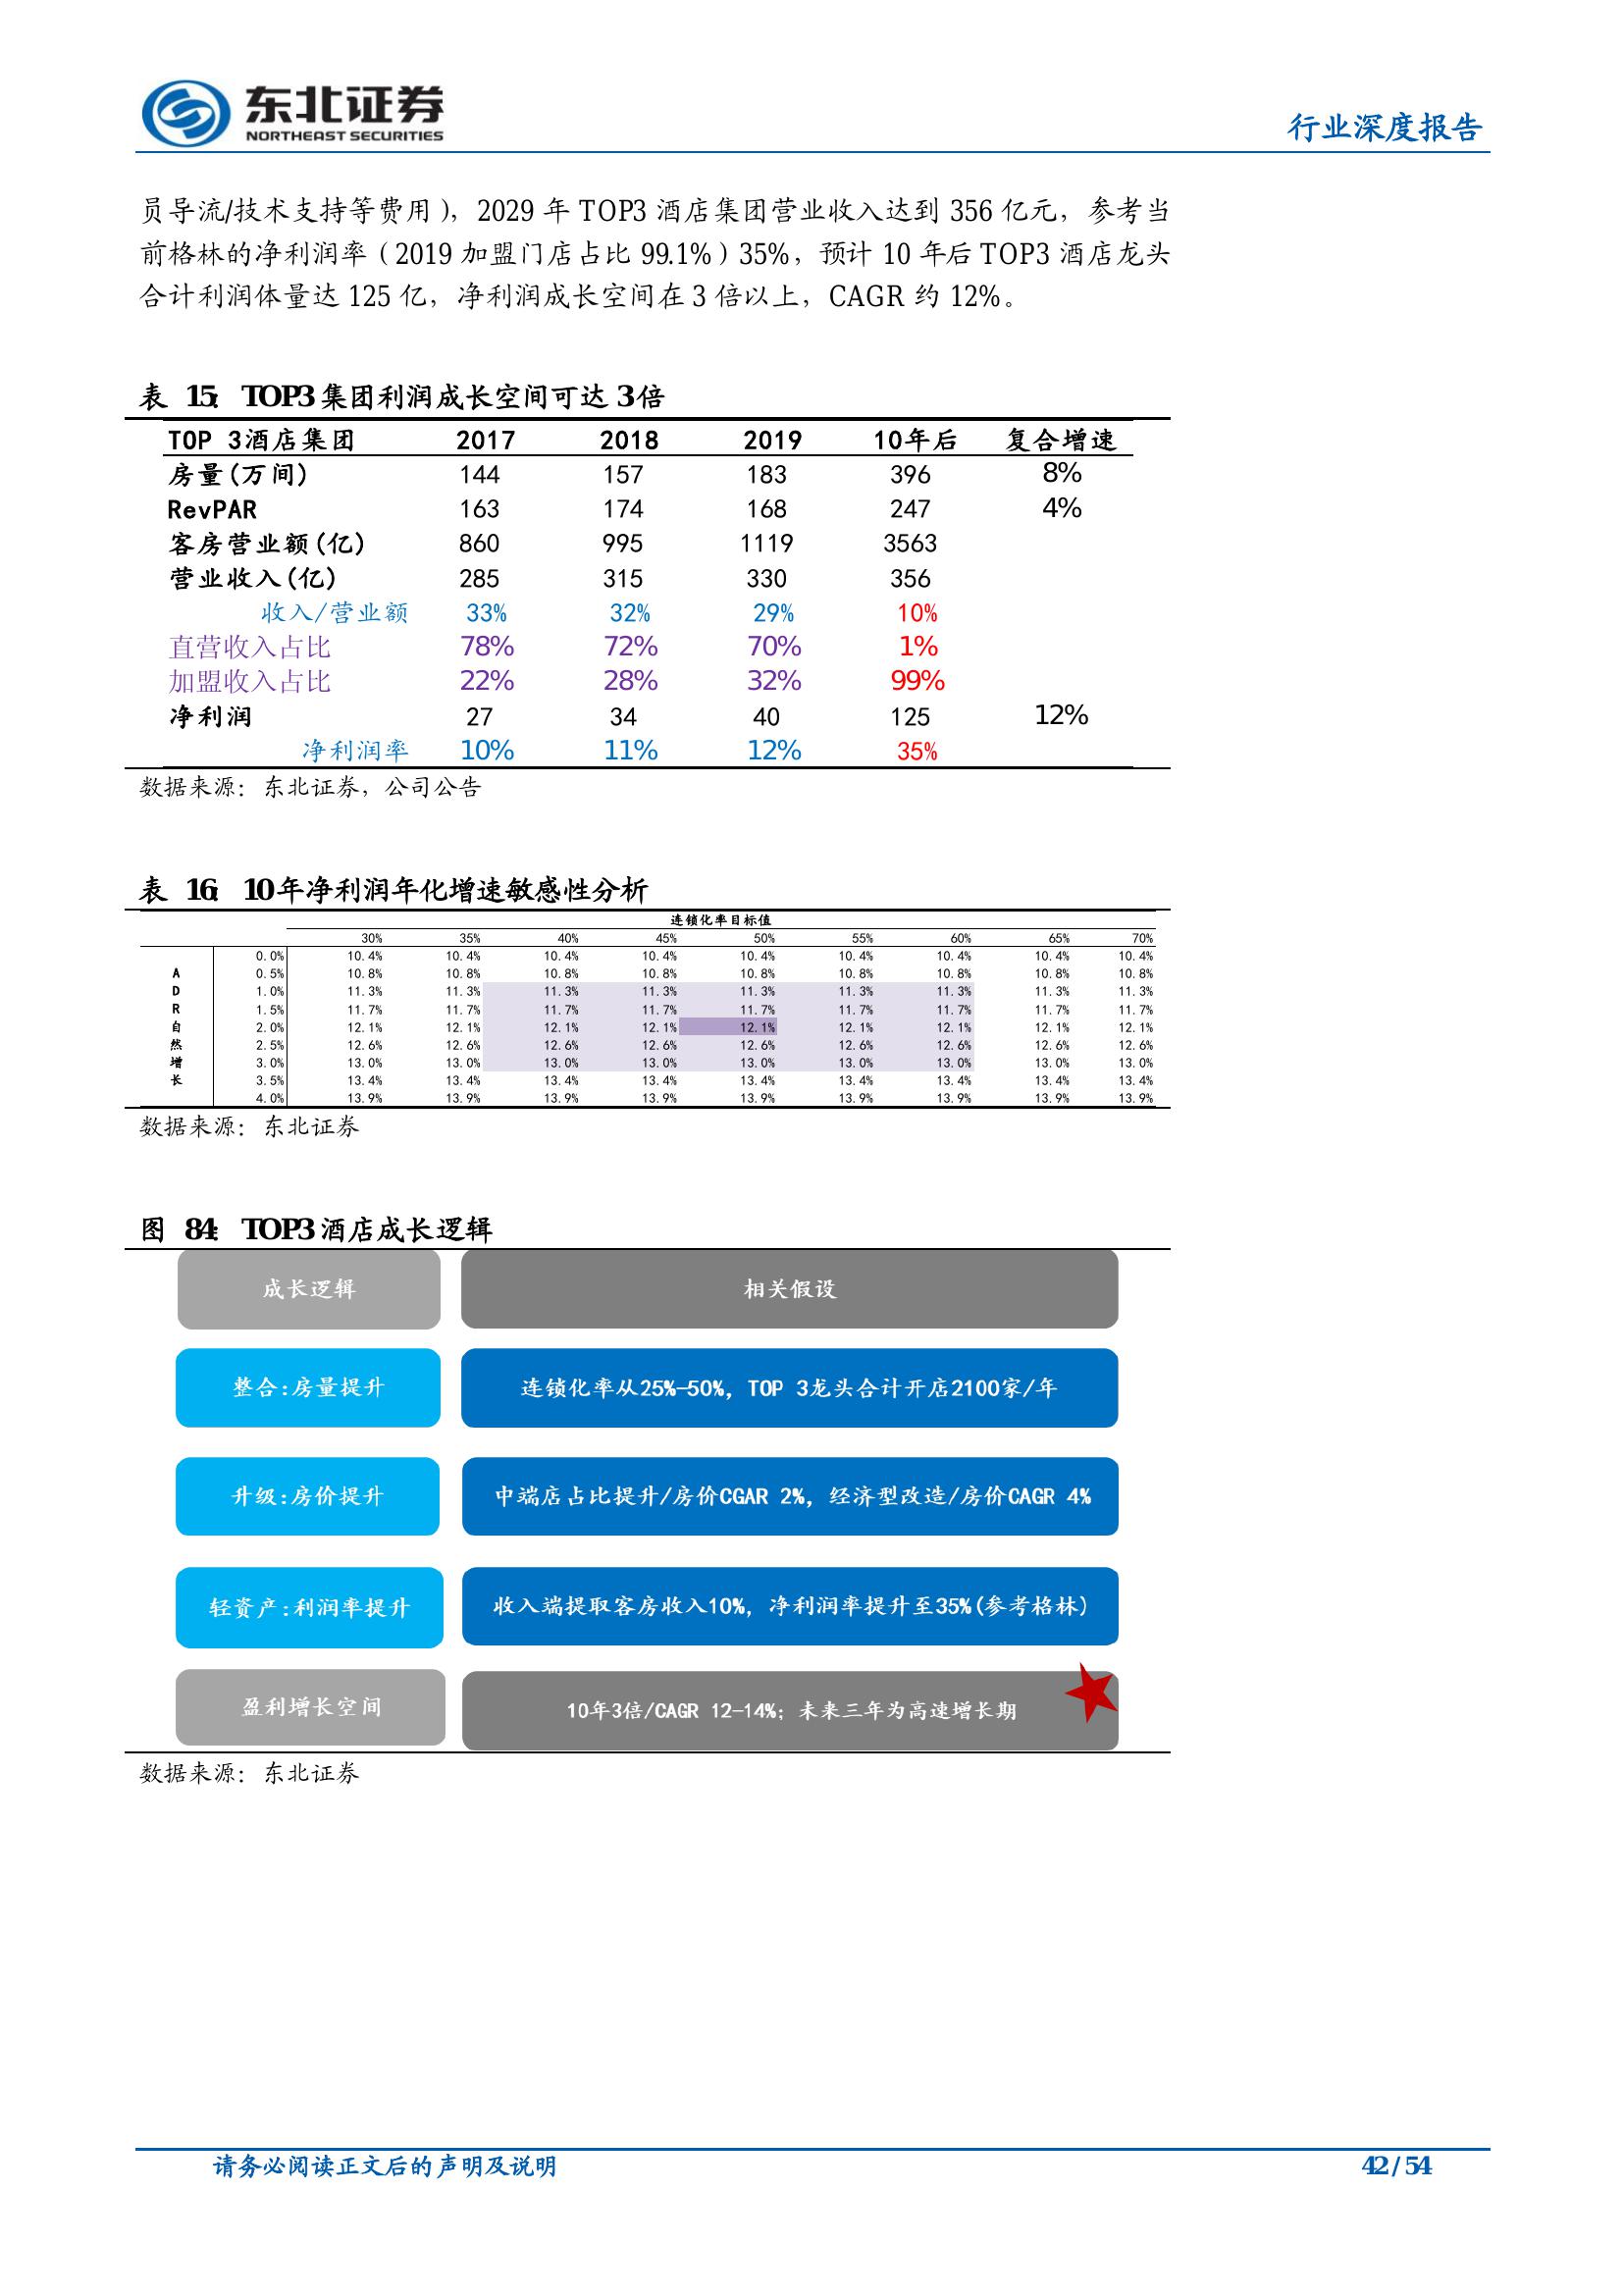 东北证券
NORTHEAST SECURITIES
行业深度报告
员导流/技术支持等费用），2029 年 TOP3 酒店集团营业收入达到 356 亿元，参考当
前格林的净利润率（2019 加盟门店占比 99.1%）35%，预计 10 年后 TOP3 酒店龙头
合计利润体量达 125 亿，净利润成长空间在 3 倍以上，CAGR 约 12%。
表 15： TOP3 集团利润成长空间可达 3 倍
TOP 3酒店集团 2017 2018 2019 10年后 复合增速
房量(万间) 144 157 183 396 8%
RevPAR 163 174 168 247 4%
客房营业额(亿) 860 995 1119 3563
营业收入(亿) 285 315 330 356
收入/营业额 33% 32% 29% 10%
直营收入占比 78% 72% 70% 1%
加盟收入占比 22% 28% 32% 99%
净利润 27 34 40 125 12%
净利润率 10% 11% 12% 35%
数据来源：东北证券，公司公告
表 16： 10 年净利润年化增速敏感性分析
连锁化率目标值
30% 35% 40% 45% 50% 55% 60% 65% 70%
0.0% 10.4% 10.4% 10.4% 10.4% 10.4% 10.4% 10.4% 10.4% 10.4%
A 0.5% 10.8% 10.8% 10.8% 10.8% 10.8% 10.8% 10.8% 10.8% 10.8%
D 1.0% 11.3% 11.3% 11.3% 11.3% 11.3% 11.3% 11.3% 11.3% 11.3%
R 1.5% 11.7% 11.7% 11.7% 11.7% 11.7% 11.7% 11.7% 11.7% 11.7%
自 2.0% 12.1% 12.1% 12.1% 12.1% 12.1% 12.1% 12.1% 12.1% 12.1%
然 2.5% 12.6% 12.6% 12.6% 12.6% 12.6% 12.6% 12.6% 12.6% 12.6%
增 3.0% 13.0% 13.0% 13.0% 13.0% 13.0% 13.0% 13.0% 13.0% 13.0%
长 3.5% 13.4% 13.4% 13.4% 13.4% 13.4% 13.4% 13.4% 13.4% 13.4%
4.0% 13.9% 13.9% 13.9% 13.9% 13.9% 13.9% 13.9% 13.9% 13.9%
数据来源：东北证券
图 84： TOP3 酒店成长逻辑
成长逻辑 相关假设
整合:房量提升 连锁化率从25%-50%，TOP 3龙头合计开店2100家/年
升级:房价提升 中端店占比提升/房价CGAR 2%，经济型改造/房价CAGR 4%
轻资产:利润率提升 收入端提取客房收入10%，净利润率提升至35%(参考格林)
盈利增长空间 10年3倍/CAGR 12-14%；未来三年为高速增长期
数据来源：东北证券
请务必阅读正文后的声明及说明 42 / 54